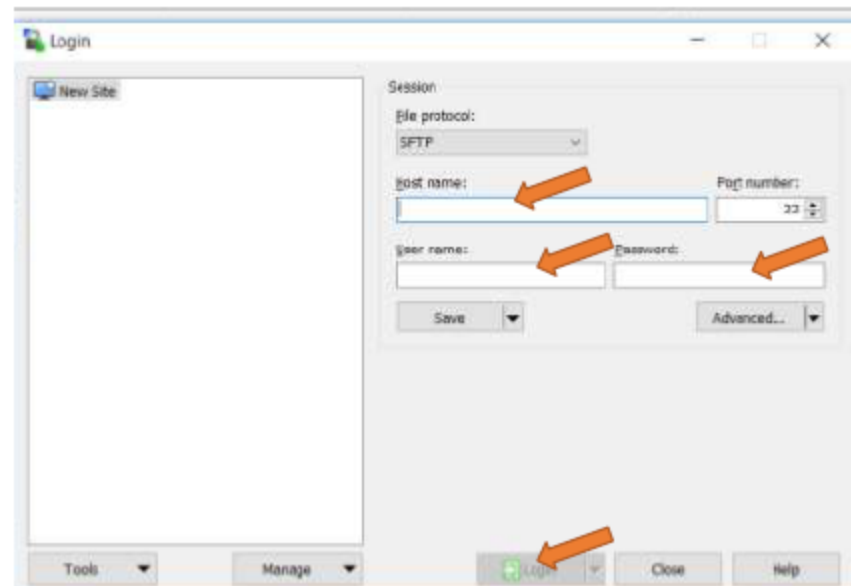 Login
New Site
Session
File protocol:
SFTP
Host name:
Port number:
22
User name:
Password:
Save
Advanced...
Tools
Manage
Login
Close
Help